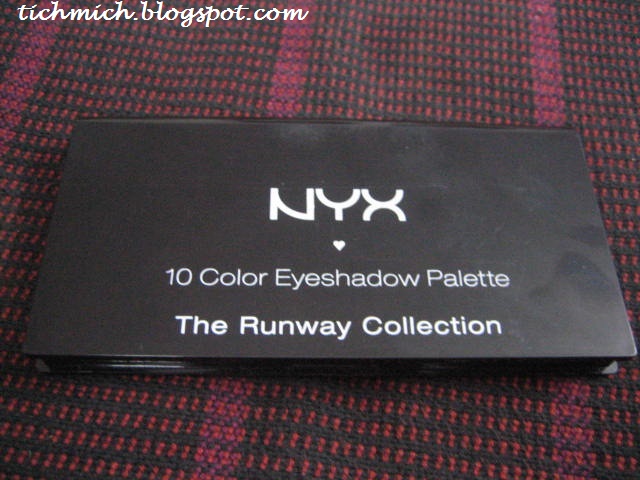 tichmich.blogspot.com
NYX
10 Color Eyeshadow Palette
The Runway Collection